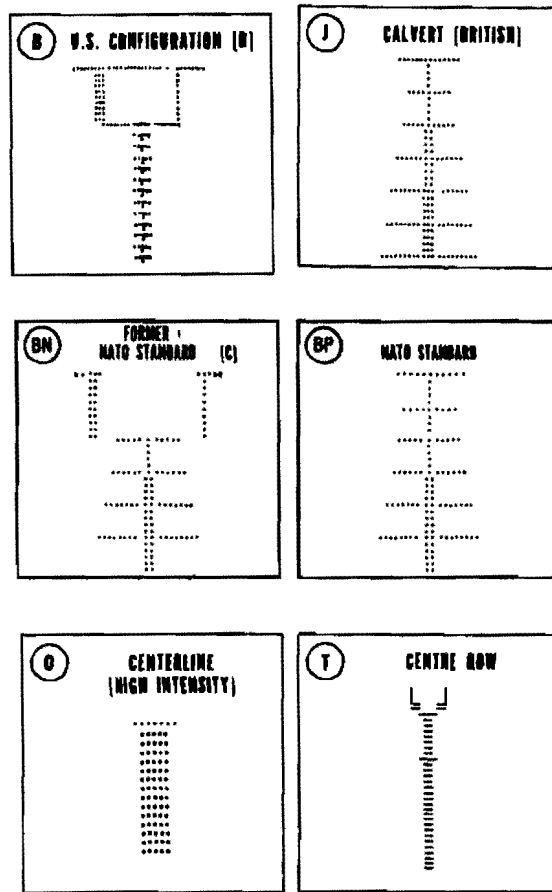 B U.S. CONFIGURATION (B)
J CALVERT (BRITISH)
BN FORMER
NATO STANDARD (C)
BP NATO STANDARD
O CENTERLINE
(HIGH INTENSITY)
T CENTRE ROW